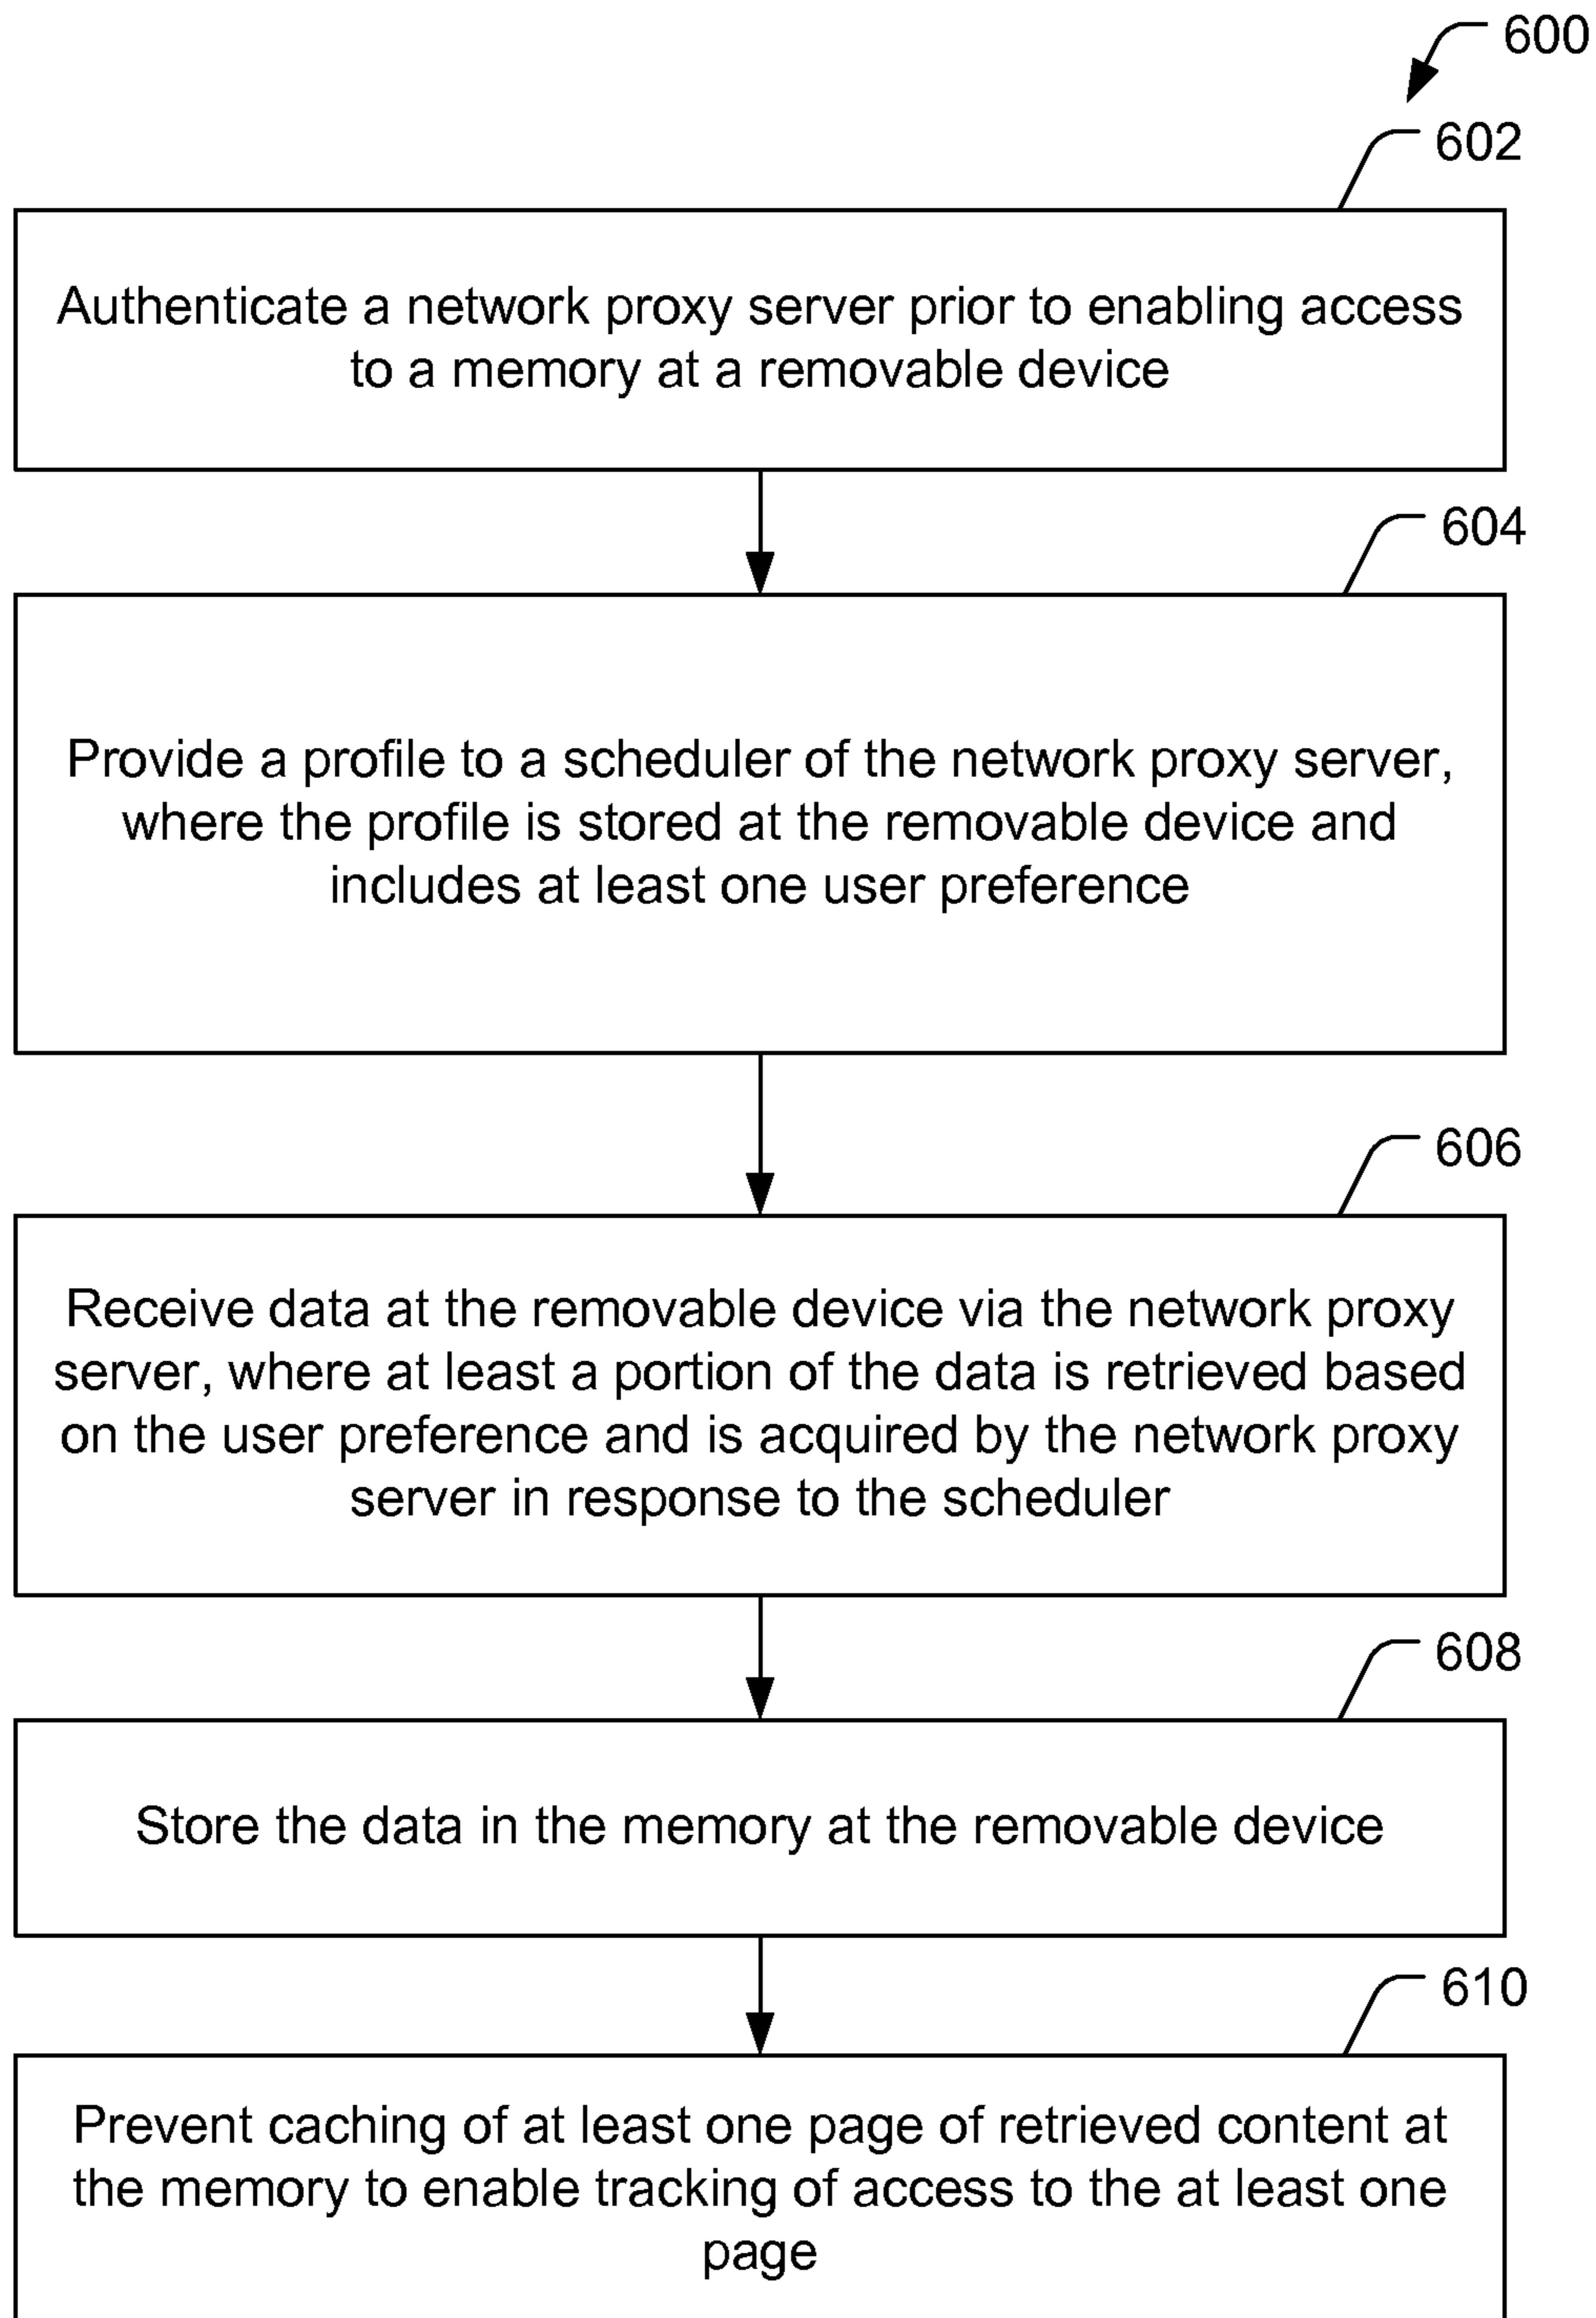 600
602
Authenticate a network proxy server prior to enabling access
to a memory at a removable device
604
Provide a profile to a scheduler of the network proxy server,
where the profile is stored at the removable device and
includes at least one user preference
606
Receive data at the removable device via the network proxy
server, where at least a portion of the data is retrieved based
on the user preference and is acquired by the network proxy
server in response to the scheduler
608
Store the data in the memory at the removable device
610
Prevent caching of at least one page of retrieved content at
the memory to enable tracking of access to the at least one
page